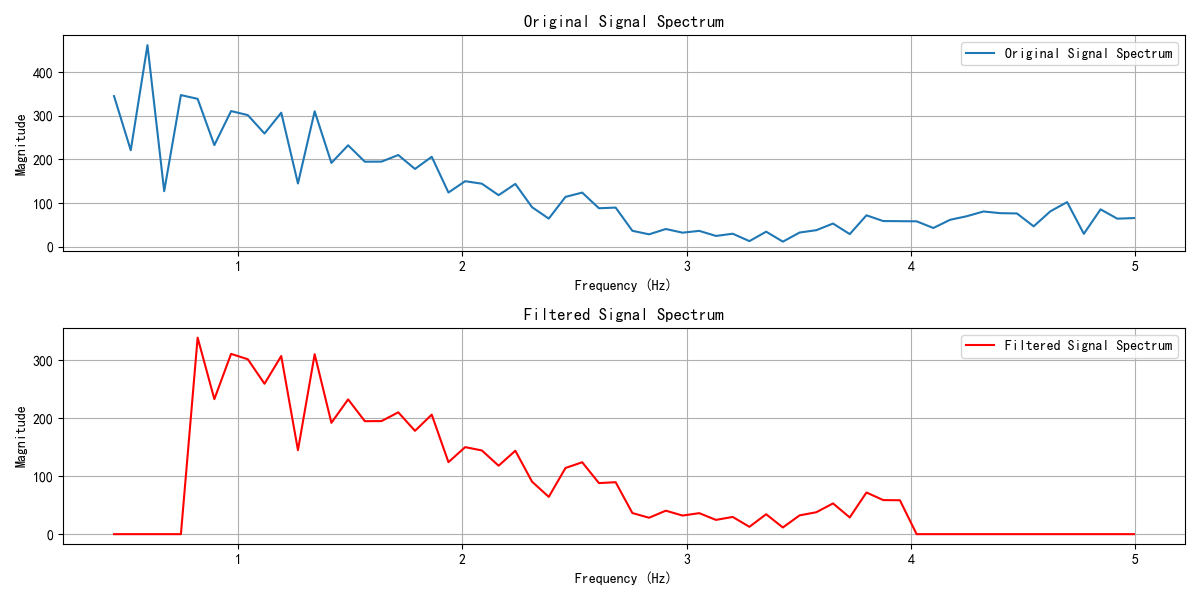 Original Signal Spectrum
Original Signal Spectrum
400
300
200
100
0
Magnitude
1 2 3 4 5
Frequency (Hz)
Filtered Signal Spectrum
Filtered Signal Spectrum
300
200
100
0
Magnitude
1 2 3 4 5
Frequency (Hz)